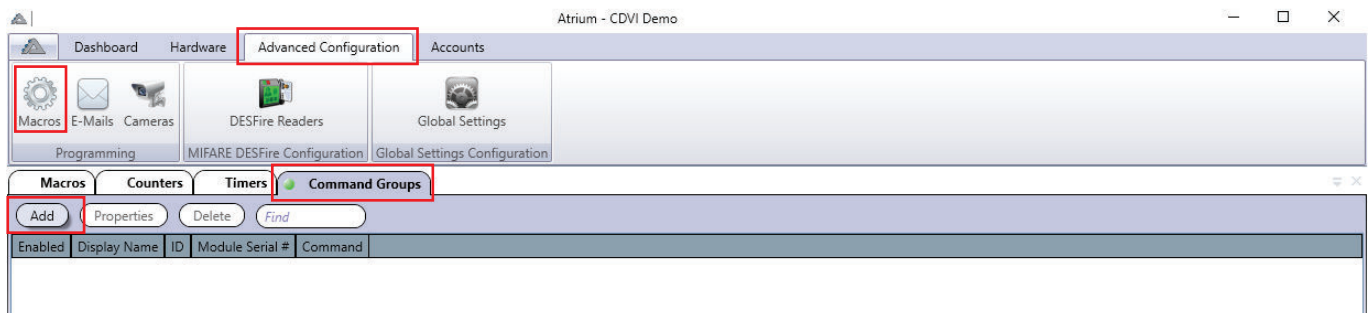 Atrium - CDVI Demo
Dashboard Hardware Advanced Configuration Accounts
Macros E-Mails Cameras DESFire Readers Global Settings
Programming MIFARE DESFire Configuration Global Settings Configuration
Macros Counters Timers Command Groups
Add Properties Delete Find
Enabled Display Name ID Module Serial # Command